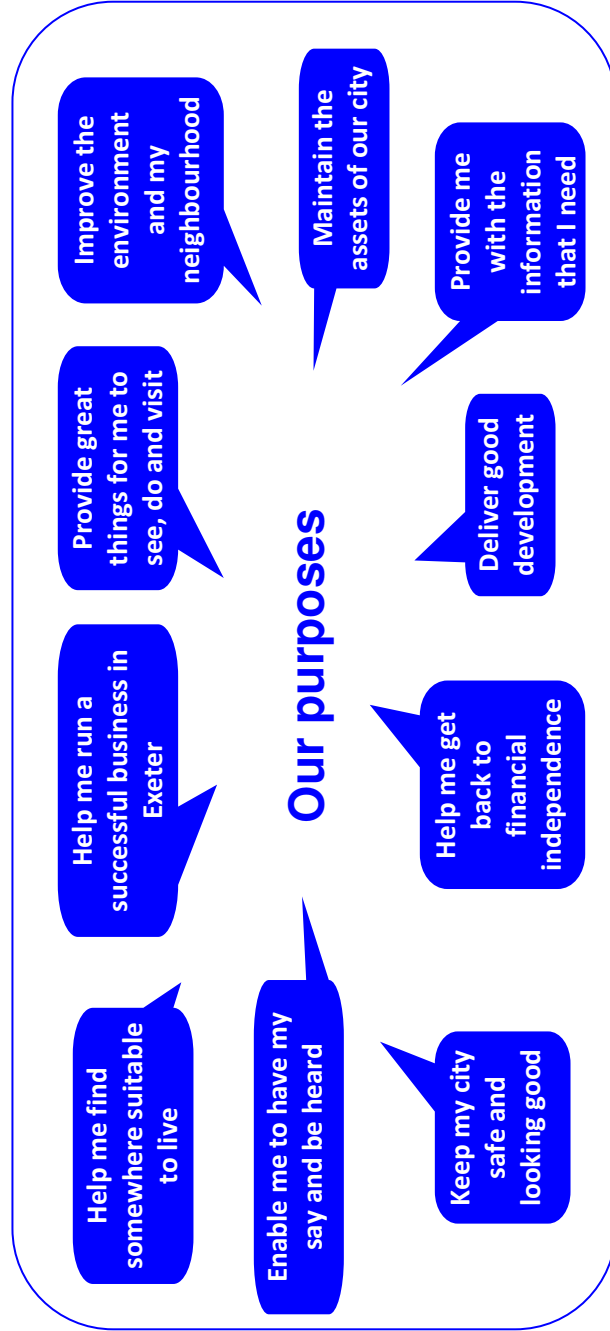 Help me find
somewhere suitable
to live
Help me run a
successful business in
Exeter
Provide great
things for me to
see, do and visit
Improve the
environment
and my
neighbourhood
Enable me to have my
say and be heard
Our purposes
Maintain the
assets of our city
Keep my city
safe and
looking good
Help me get
back to
financial
independence
Deliver good
development
Provide me
with the
information
that I need